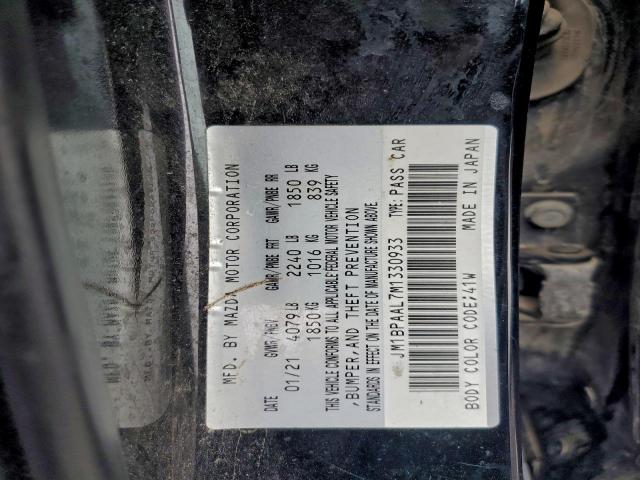 MFD. BY MAZDA MOTOR CORPORATION
DATE GVWR/PNBV GAWR/PNBE FRT GAWR/PNBE RR
01/21 4079 LB 2240 LB 1850 LB
1850 KG 1016 KG 839 KG
THIS VEHICLE CONFORMS TO ALL APPLICABLE FEDERAL MOTOR VEHICLE SAFETY
,BUMPER,AND THEFT PREVENTION
STANDARDS IN EFFECT ON THE DATE OF MANUFACTURE SHOWN ABOVE.
JM1BPAAL7M1330933 TYPE: PASS CAR
BODY COLOR CODE;41W MADE IN JAPAN